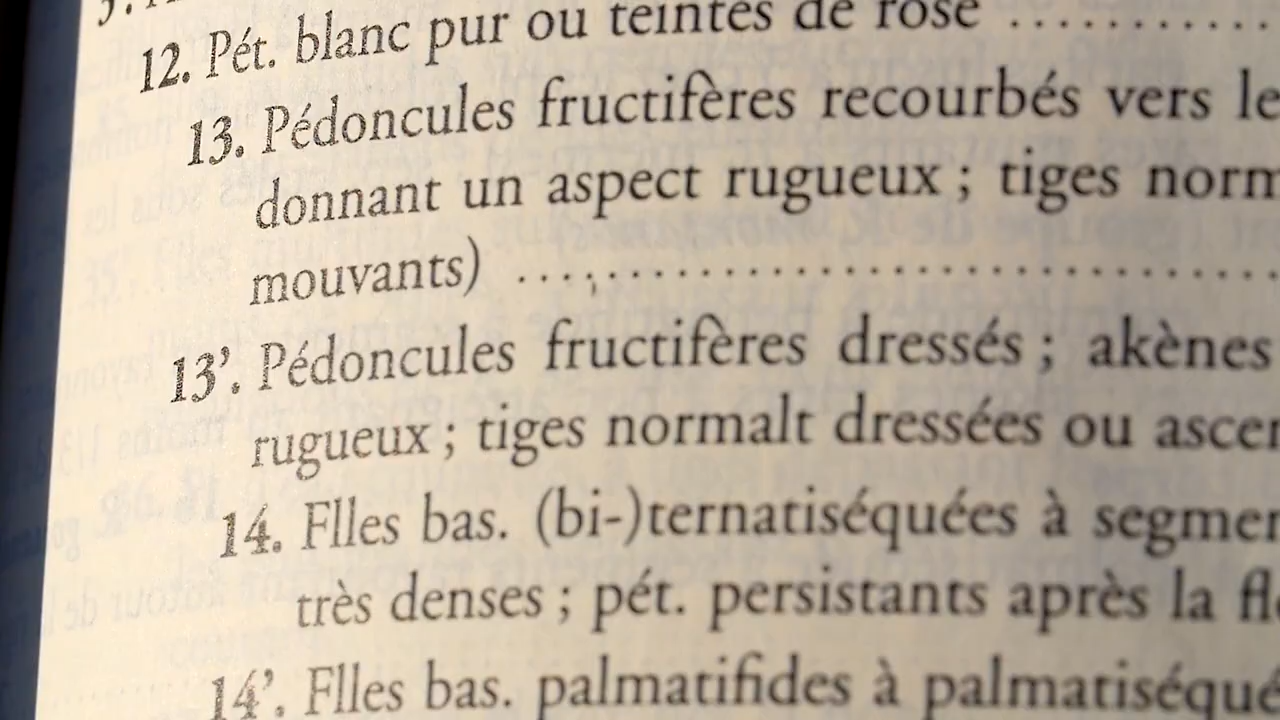 12. Pét. blanc pur ou teintés de rose ..............
13. Pédoncules fructifères recourbés vers le
donnant un aspect rugueux ; tiges norm
mouvants) ..............................
13’. Pédoncules fructifères dressés ; akènes
rugueux ; tiges normalt dressées ou ascen
14. Flles bas. (bi-)ternatiséquées à segmen
très denses ; pét. persistants après la fl
14’. Flles bas. palmatifides à palmatiséqué